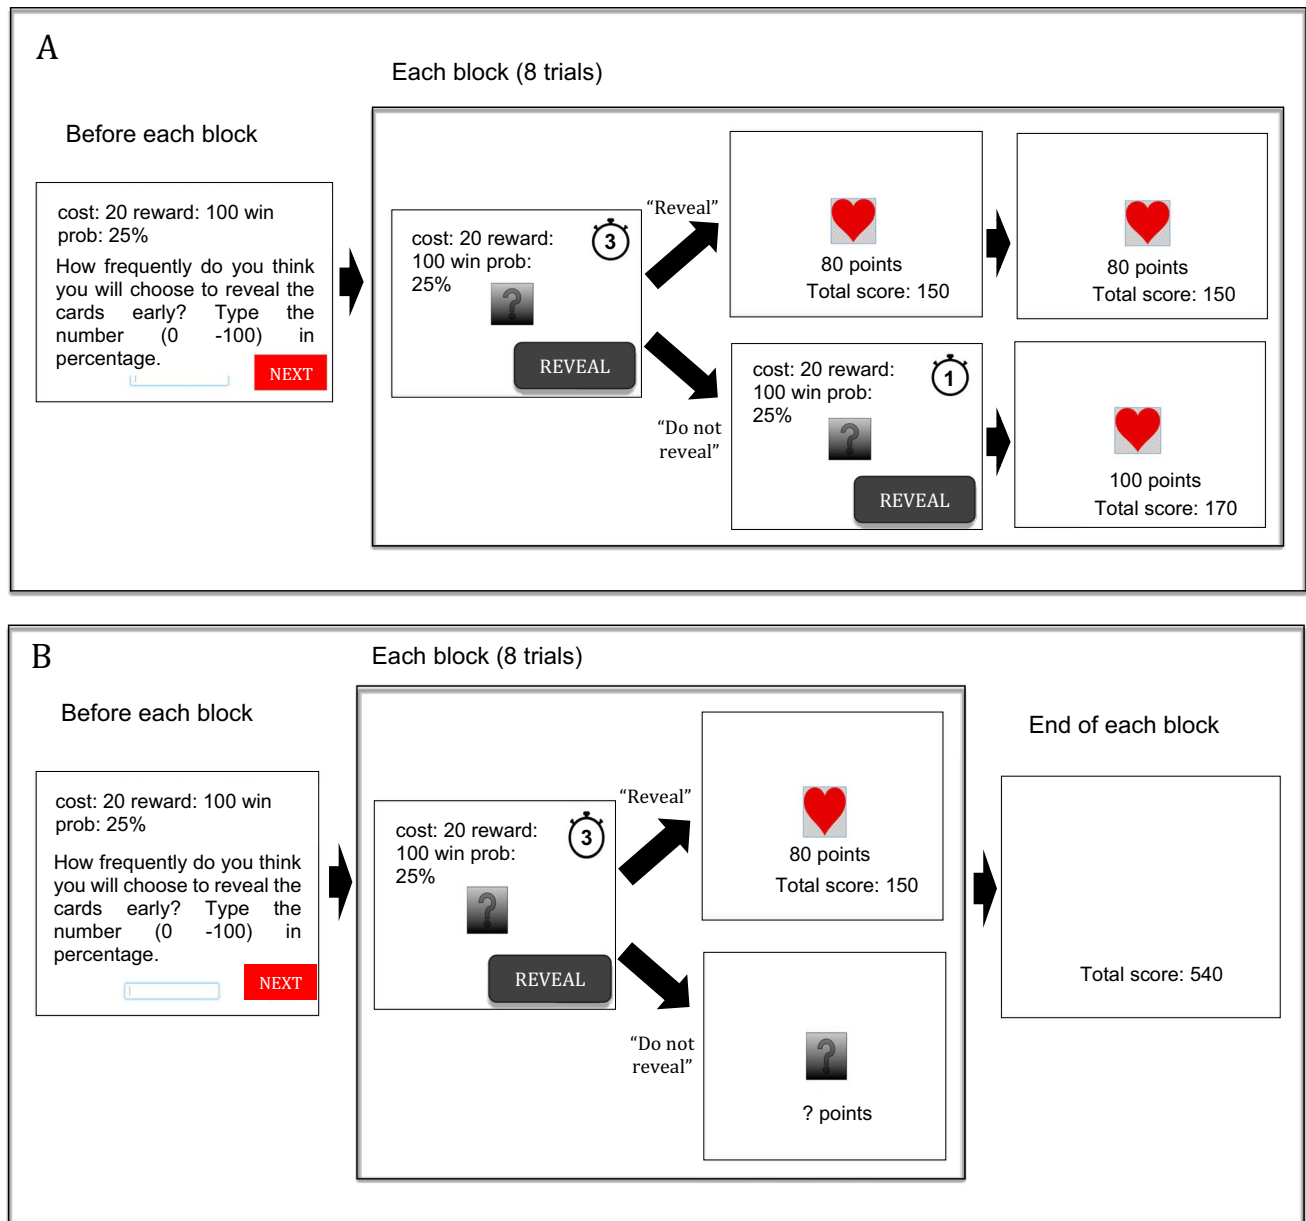 A
Each block (8 trials)
Before each block
cost: 20 reward: 100 win
prob: 25%
How frequently do you think
you will choose to reveal the
cards early? Type the
number (0 -100) in
percentage.
NEXT
cost: 20 reward:
100 win prob:
25%
3
?
REVEAL
“Reveal”
80 points
Total score: 150
80 points
Total score: 150
“Do not
reveal”
cost: 20 reward:
100 win prob:
25%
1
?
REVEAL
100 points
Total score: 170
B
Each block (8 trials)
Before each block
End of each block
cost: 20 reward: 100 win
prob: 25%
How frequently do you think
you will choose to reveal the
cards early? Type the
number (0 -100) in
percentage.
NEXT
cost: 20 reward:
100 win prob:
25%
3
?
REVEAL
“Reveal”
80 points
Total score: 150
“Do not
reveal”
?
? points
Total score: 540